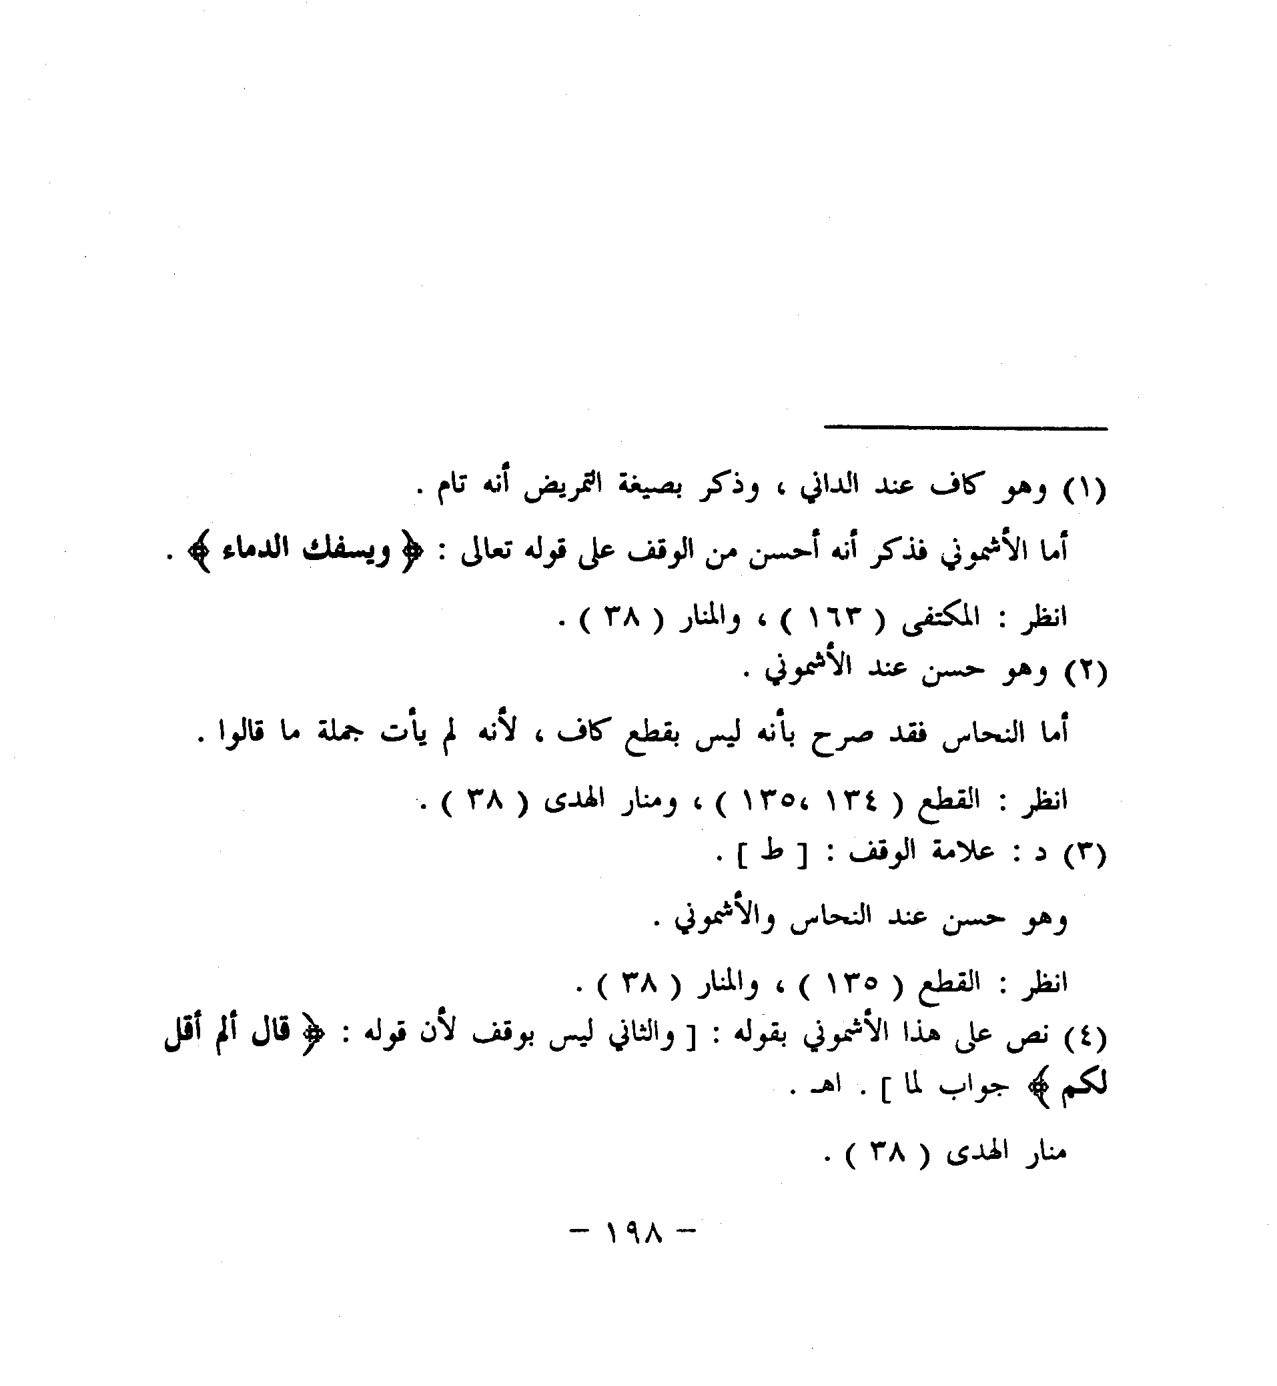 (١) وهو كاف عند الداني ، وذكر بصيغة التمريض أنه تام .
أما الأشموني فذكر أنه أحسن من الوقف على قوله تعالى : ﴿ ويسفك الدماء ﴾ .
انظر : المكتفى ( ١٦٣ ) ، والمنار ( ٣٨ ) .
(٢) وهو حسن عند الأشموني .
أما النحاس فقد صرح بأنه ليس بقطع كاف ، لأنه لم يأت جملة ما قالوا .
انظر : القطع ( ١٣٤ ،١٣٥ ) ، ومنار الهدى ( ٣٨ ) .
(٣) د : علامة الوقف : [ ط ] .
وهو حسن عند النحاس والأشموني .
انظر : القطع ( ١٣٥ ) ، والمنار ( ٣٨ ) .
(٤) نص على هذا الأشموني بقوله : [ والثاني ليس بوقف لأن قوله : ﴿ قال ألم أقل
لكم ﴾ جواب لما ] . اهـ .
منار الهدى ( ٣٨ ) .
– ١٩٨ –